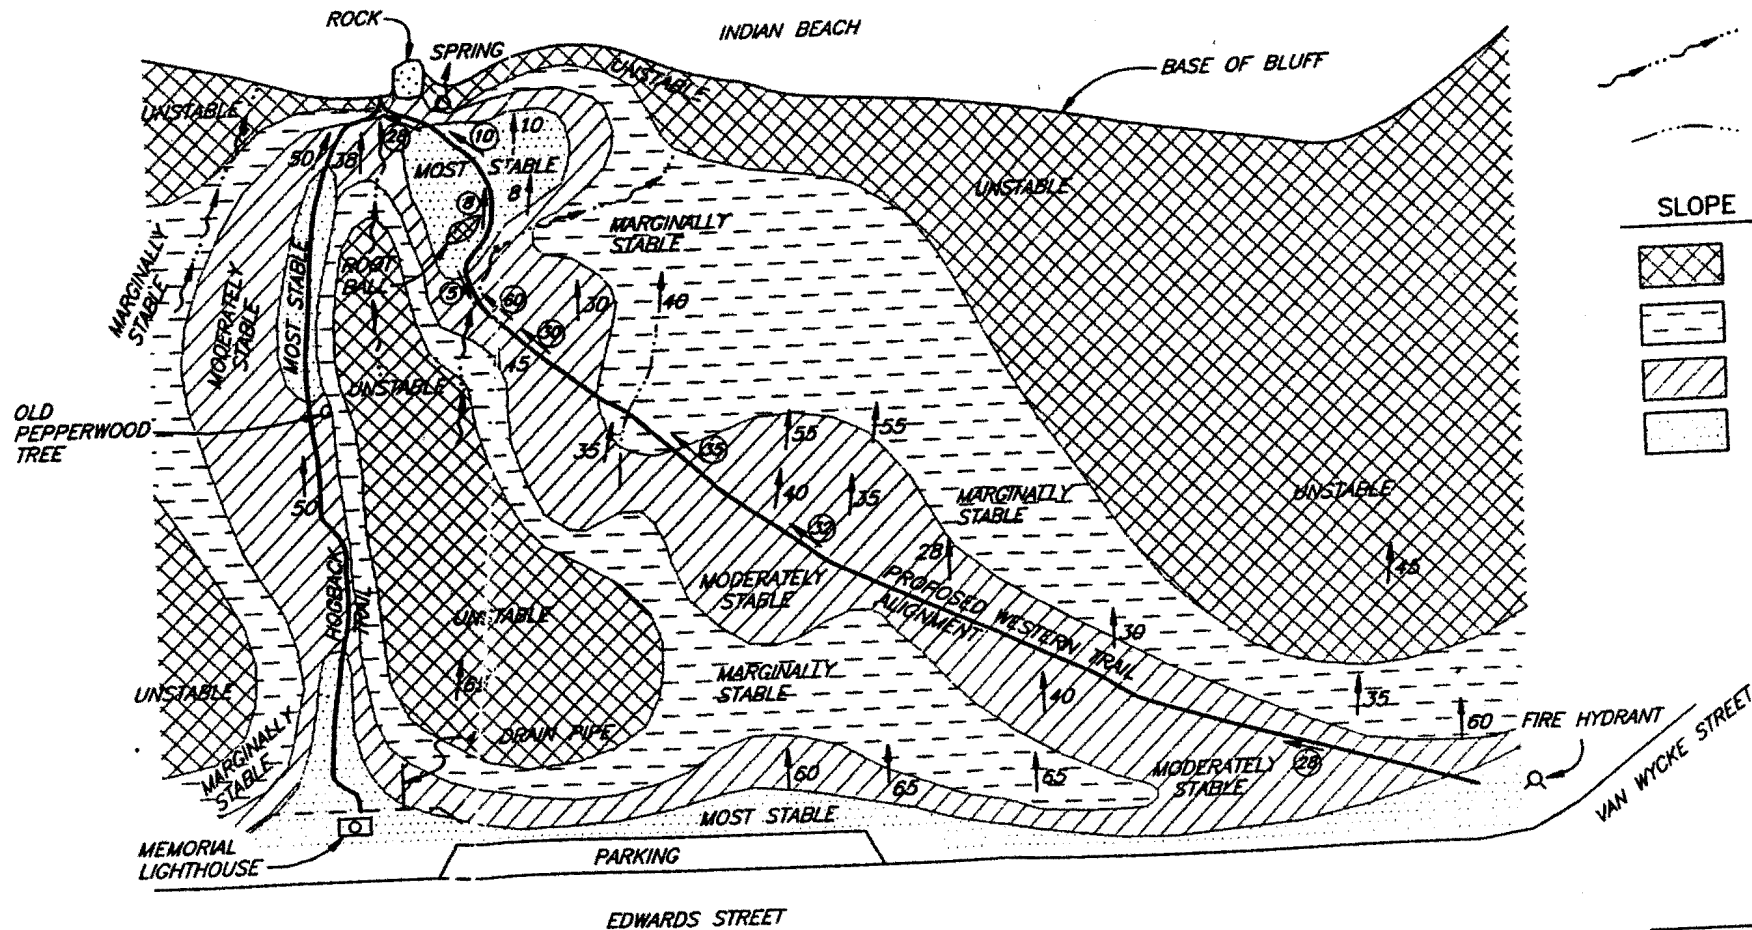 ROCK
INDIAN BEACH
SPRING
BASE OF BLUFF
UNSTABLE
UNSTABLE
28
10
10
50
38
MOST STABLE
UNSTABLE
8
8
SLOPE
MARGINALLY
STABLE
MARGINALLY
STABLE
MODERATELY
STABLE
MOST STABLE
ROOT
BALL
5
60
30
40
30
45
UNSTABLE
OLD
PEPPERWOOD
TREE
35
35
55
55
40
35
50
MARGINALLY
STABLE
UNSTABLE
32
28
45
HOGBACK
TRAIL
MODERATELY
STABLE
PROPOSED WESTERN TRAIL
ALIGNMENT
UNSTABLE
30
61
MARGINALLY
STABLE
40
35
60
FIRE HYDRANT
UNSTABLE
MARGINALLY
STABLE
DRAIN PIPE
60
65
65
MODERATELY
STABLE
28
VAN WYCKE STREET
MOST STABLE
MEMORIAL
LIGHTHOUSE
PARKING
EDWARDS STREET